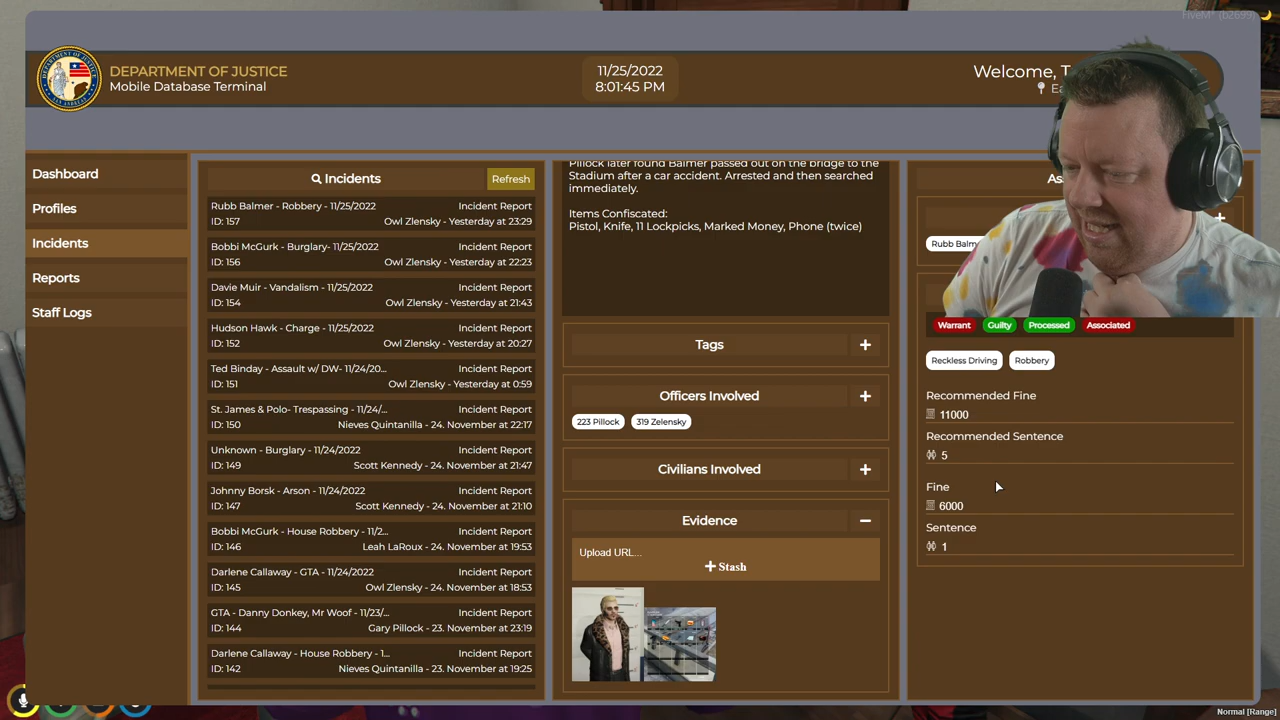 FiveM® (b2699)
DEPARTMENT OF JUSTICE
Mobile Database Terminal
11/25/2022
8:01:45 PM
Welcome, T
Ea
Dashboard
Profiles
Incidents
Reports
Staff Logs
Incidents
Refresh
Rubb Balmer - Robbery - 11/25/2022 Incident Report
ID: 157 Owl Zlensky - Yesterday at 23:29
Bobbi McGurk - Burglary- 11/25/2022 Incident Report
ID: 156 Owl Zlensky - Yesterday at 22:23
Davie Muir - Vandalism - 11/25/2022 Incident Report
ID: 154 Owl Zlensky - Yesterday at 21:43
Hudson Hawk - Charge - 11/25/2022 Incident Report
ID: 152 Owl Zlensky - Yesterday at 20:27
Ted Binday - Assault w/ DW- 11/24/20... Incident Report
ID: 151 Owl Zlensky - Yesterday at 0:59
St. James & Polo- Trespassing - 11/24/... Incident Report
ID: 150 Nieves Quintanilla - 24. November at 22:17
Unknown - Burglary - 11/24/2022 Incident Report
ID: 149 Scott Kennedy - 24. November at 21:47
Johnny Borsk - Arson - 11/24/2022 Incident Report
ID: 147 Scott Kennedy - 24. November at 21:10
Bobbi McGurk - House Robbery - 11/2... Incident Report
ID: 146 Leah LaRoux - 24. November at 19:53
Darlene Callaway - GTA - 11/24/2022 Incident Report
ID: 145 Owl Zlensky - 24. November at 18:53
GTA - Danny Donkey, Mr Woof - 11/23/... Incident Report
ID: 144 Gary Pillock - 23. November at 23:19
Darlene Callaway - House Robbery - 1... Incident Report
ID: 142 Nieves Quintanilla - 23. November at 19:25
Pillock later found Balmer passed out on the bridge to the
Stadium after a car accident. Arrested and then searched
immediately.
Items Confiscated:
Pistol, Knife, 11 Lockpicks, Marked Money, Phone (twice)
Tags
Officers Involved
223 Pillock 319 Zelensky
Civilians Involved
Evidence
Upload URL...
Stash
As
Rubb Balm
Warrant Guilty Processed Associated
Reckless Driving Robbery
Recommended Fine
11000
Recommended Sentence
5
Fine
6000
Sentence
1
Normal [Range]